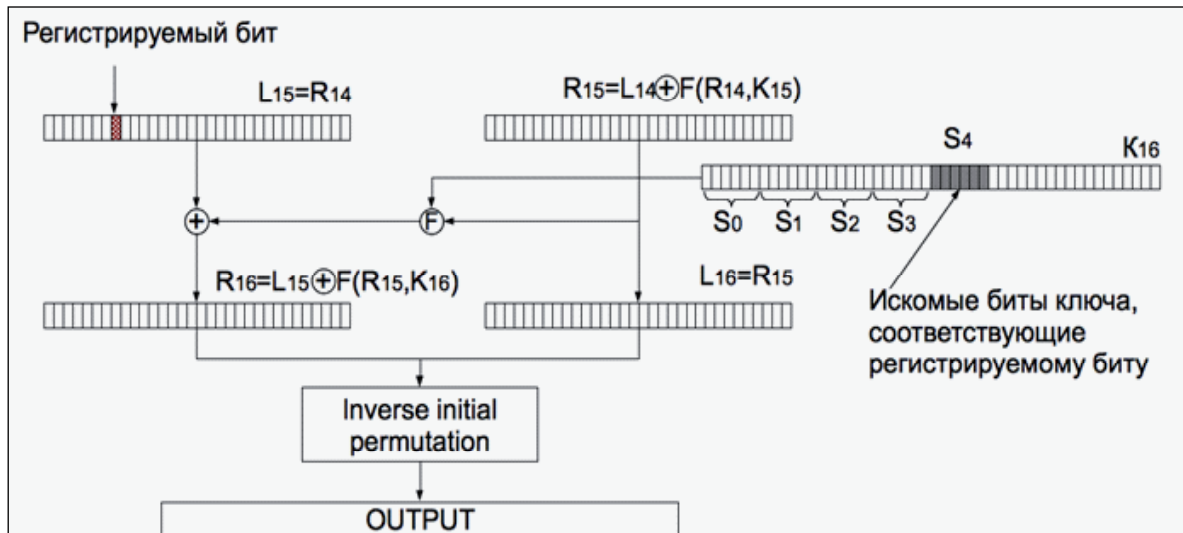 Регистрируемый бит
L15=R14
R15=L14⊕F(R14,K15)
S4
K16
S0 S1 S2 S3
+
F
R16=L15⊕F(R15,K16)
L16=R15
Искомые биты ключа,
соответствующие
регистрируемому биту
Inverse initial
permutation
OUTPUT